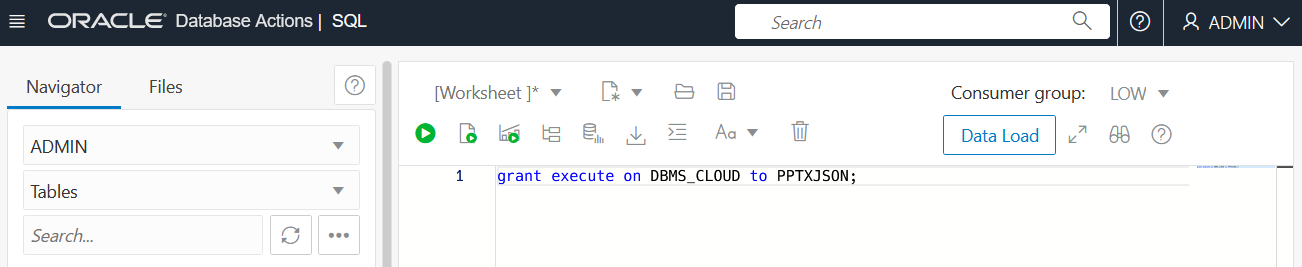 ORACLE Database Actions | SQL
Search
ADMIN
Navigator
Files
ADMIN
Tables
Search...
[Worksheet ]*
Consumer group: LOW
Aa
Data Load
1 grant execute on DBMS_CLOUD to PPTXJSON;